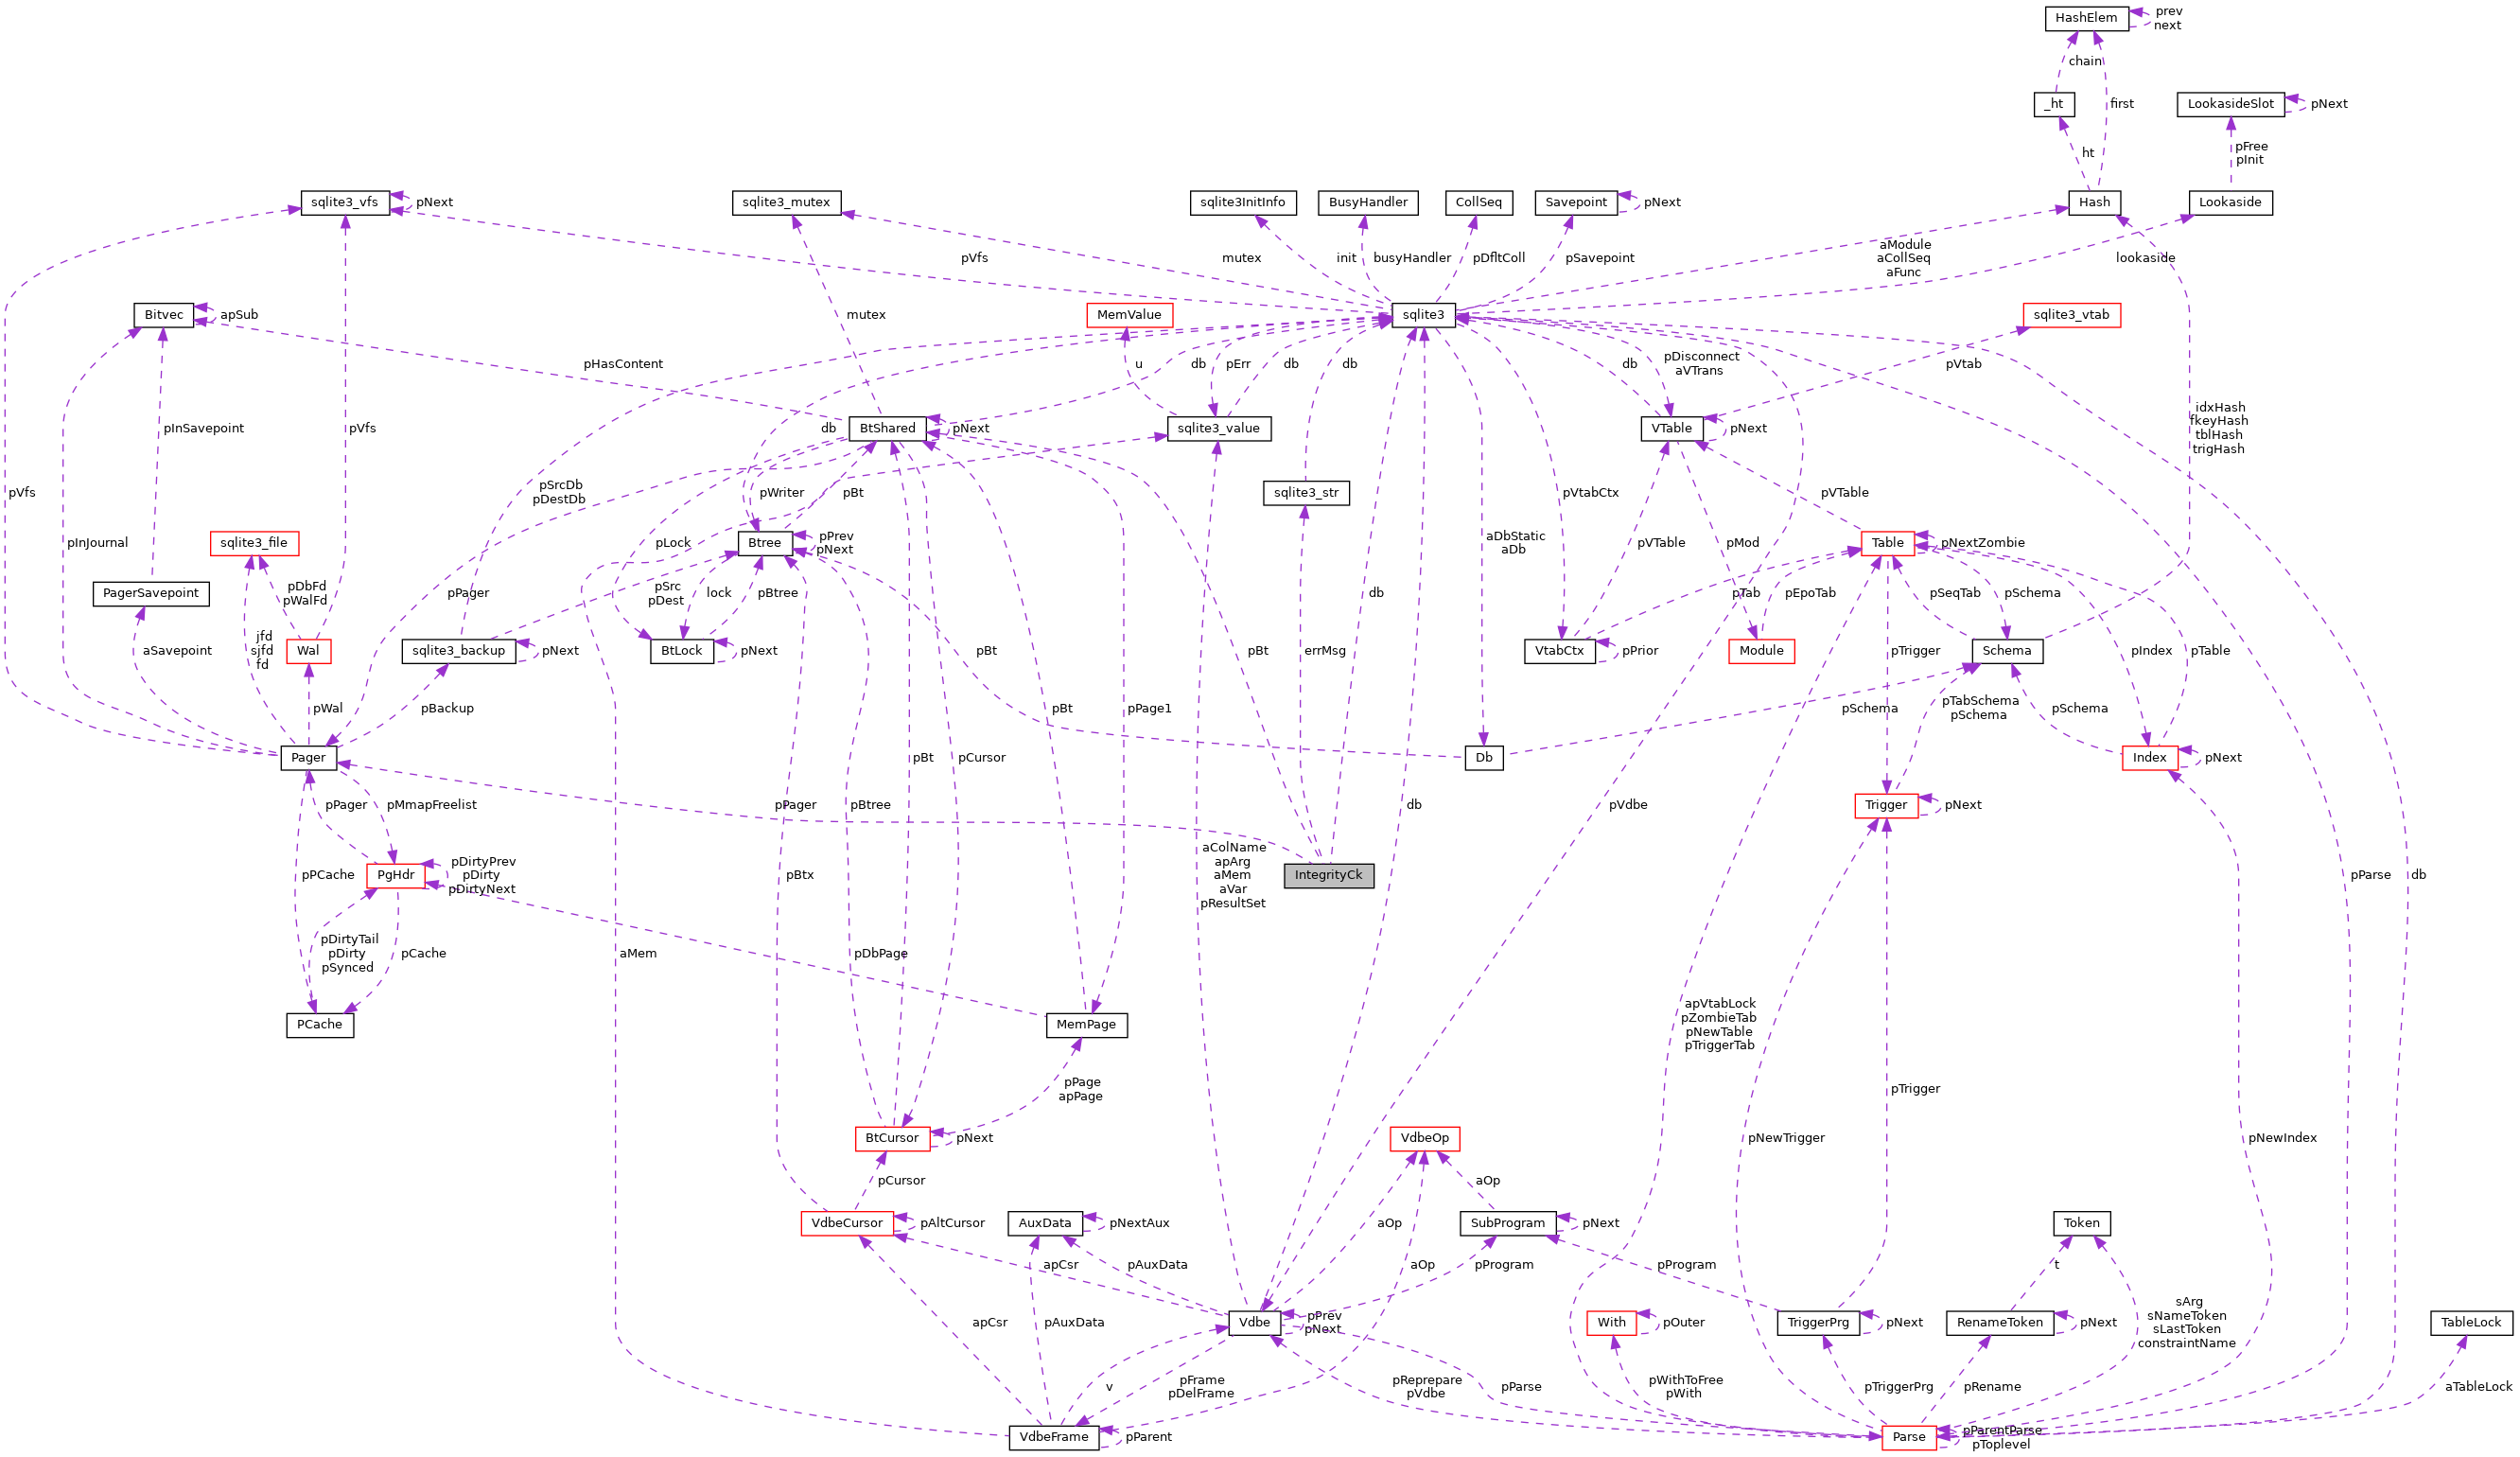 HashElem
prev
next
chain
_ht
first
LookasideSlot
pNext
ht
pFree
pInit
sqlite3_vfs
pNext
sqlite3_mutex
sqlite3InitInfo
BusyHandler
CollSeq
Savepoint
pNext
Hash
Lookaside
pVfs
mutex
init
busyHandler
pDfltColl
pSavepoint
aModule
aCollSeq
aFunc
lookaside
Bitvec
apSub
mutex
MemValue
sqlite3
sqlite3_vtab
pHasContent
u
pErr
db
db
db
db
pDisconnect
aVTrans
pVtab
pInSavepoint
pVfs
db
BtShared
pNext
sqlite3_value
VTable
pNext
idxHash
fkeyHash
tblHash
trigHash
pVfs
pSrcDb
pDestDb
pWriter
pBt
sqlite3_str
pVtabCtx
pVTable
pInJournal
sqlite3_file
pLock
Btree
pPrev
pNext
aDbStatic
aDb
pVTable
pMod
Table
pNextZombie
PagerSavepoint
pDbFd
pWalFd
pPager
pSrc
pDest
lock
pBtree
db
pTab
pEpoTab
pSeqTab
pSchema
aSavepoint
jfd
sjfd
fd
Wal
sqlite3_backup
pNext
BtLock
pNext
pBt
pBt
errMsg
VtabCtx
pPrior
Module
pTrigger
Schema
pIndex
pTable
pWal
pBackup
pBt
pPage1
pSchema
pTabSchema
pSchema
pSchema
Pager
pBt
pCursor
Db
Index
pNext
pPager
pMmapFreelist
pPager
pBtree
db
pVdbe
Trigger
pNext
pPCache
PgHdr
pDirtyPrev
pDirty
pDirtyNext
pBtx
aColName
apArg
aMem
aVar
pResultSet
IntegrityCk
pParse
db
pDirtyTail
pDirty
pSynced
pCache
aMem
pDbPage
PCache
MemPage
apVtabLock
pZombieTab
pNewTable
pTriggerTab
pPage
apPage
pTrigger
BtCursor
pNext
VdbeOp
pNewTrigger
pNewIndex
pCursor
aOp
VdbeCursor
pAltCursor
AuxData
pNextAux
aOp
SubProgram
pNext
Token
apCsr
pAuxData
aOp
pProgram
pProgram
t
apCsr
pAuxData
Vdbe
pPrev
pNext
With
pOuter
TriggerPrg
pNext
RenameToken
pNext
sArg
sNameToken
sLastToken
constraintName
TableLock
v
pFrame
pDelFrame
pReprepare
pVdbe
pParse
pWithToFree
pWith
pTriggerPrg
pRename
aTableLock
VdbeFrame
pParent
Parse
pParentParse
pToplevel